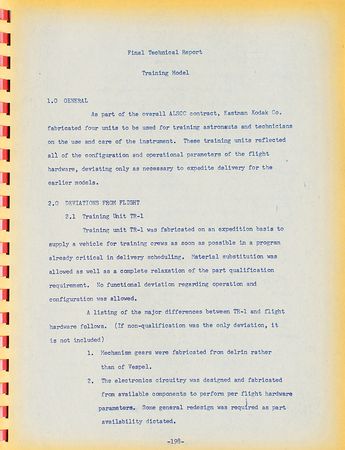 Final Technical Report
Training Model
1.0 GENERAL
As part of the overall ALSCC contract, Eastman Kodak Co.
fabricated four units to be used for training astronauts and technicians
on the use and care of the instrument. These training units reflected
all of the configuration and operational parameters of the flight
hardware, deviating only as necessary to expedite delivery for the
earlier models.
2.0 DEVIATIONS FROM FLIGHT
2.1 Training Unit TR-1
Training unit TR-1 was fabricated on an expedition basis to
supply a vehicle for training crews as soon as possible in a program
already critical in delivery scheduling. Material substitution was
allowed as well as a complete relaxation of the part qualification
requirement. No functional deviation regarding operation and
configuration was allowed.
A listing of the major differences between TR-1 and flight
hardware follows. (If non-qualification was the only deviation, it
is not included)
1. Mechanism gears were fabricated from delrin rather
than of Vespel.
2. The electronics circuitry was designed and fabricated
from available components to perform per flight hardware
parameters. Some general redesign was required as part
availability dictated.
-198-